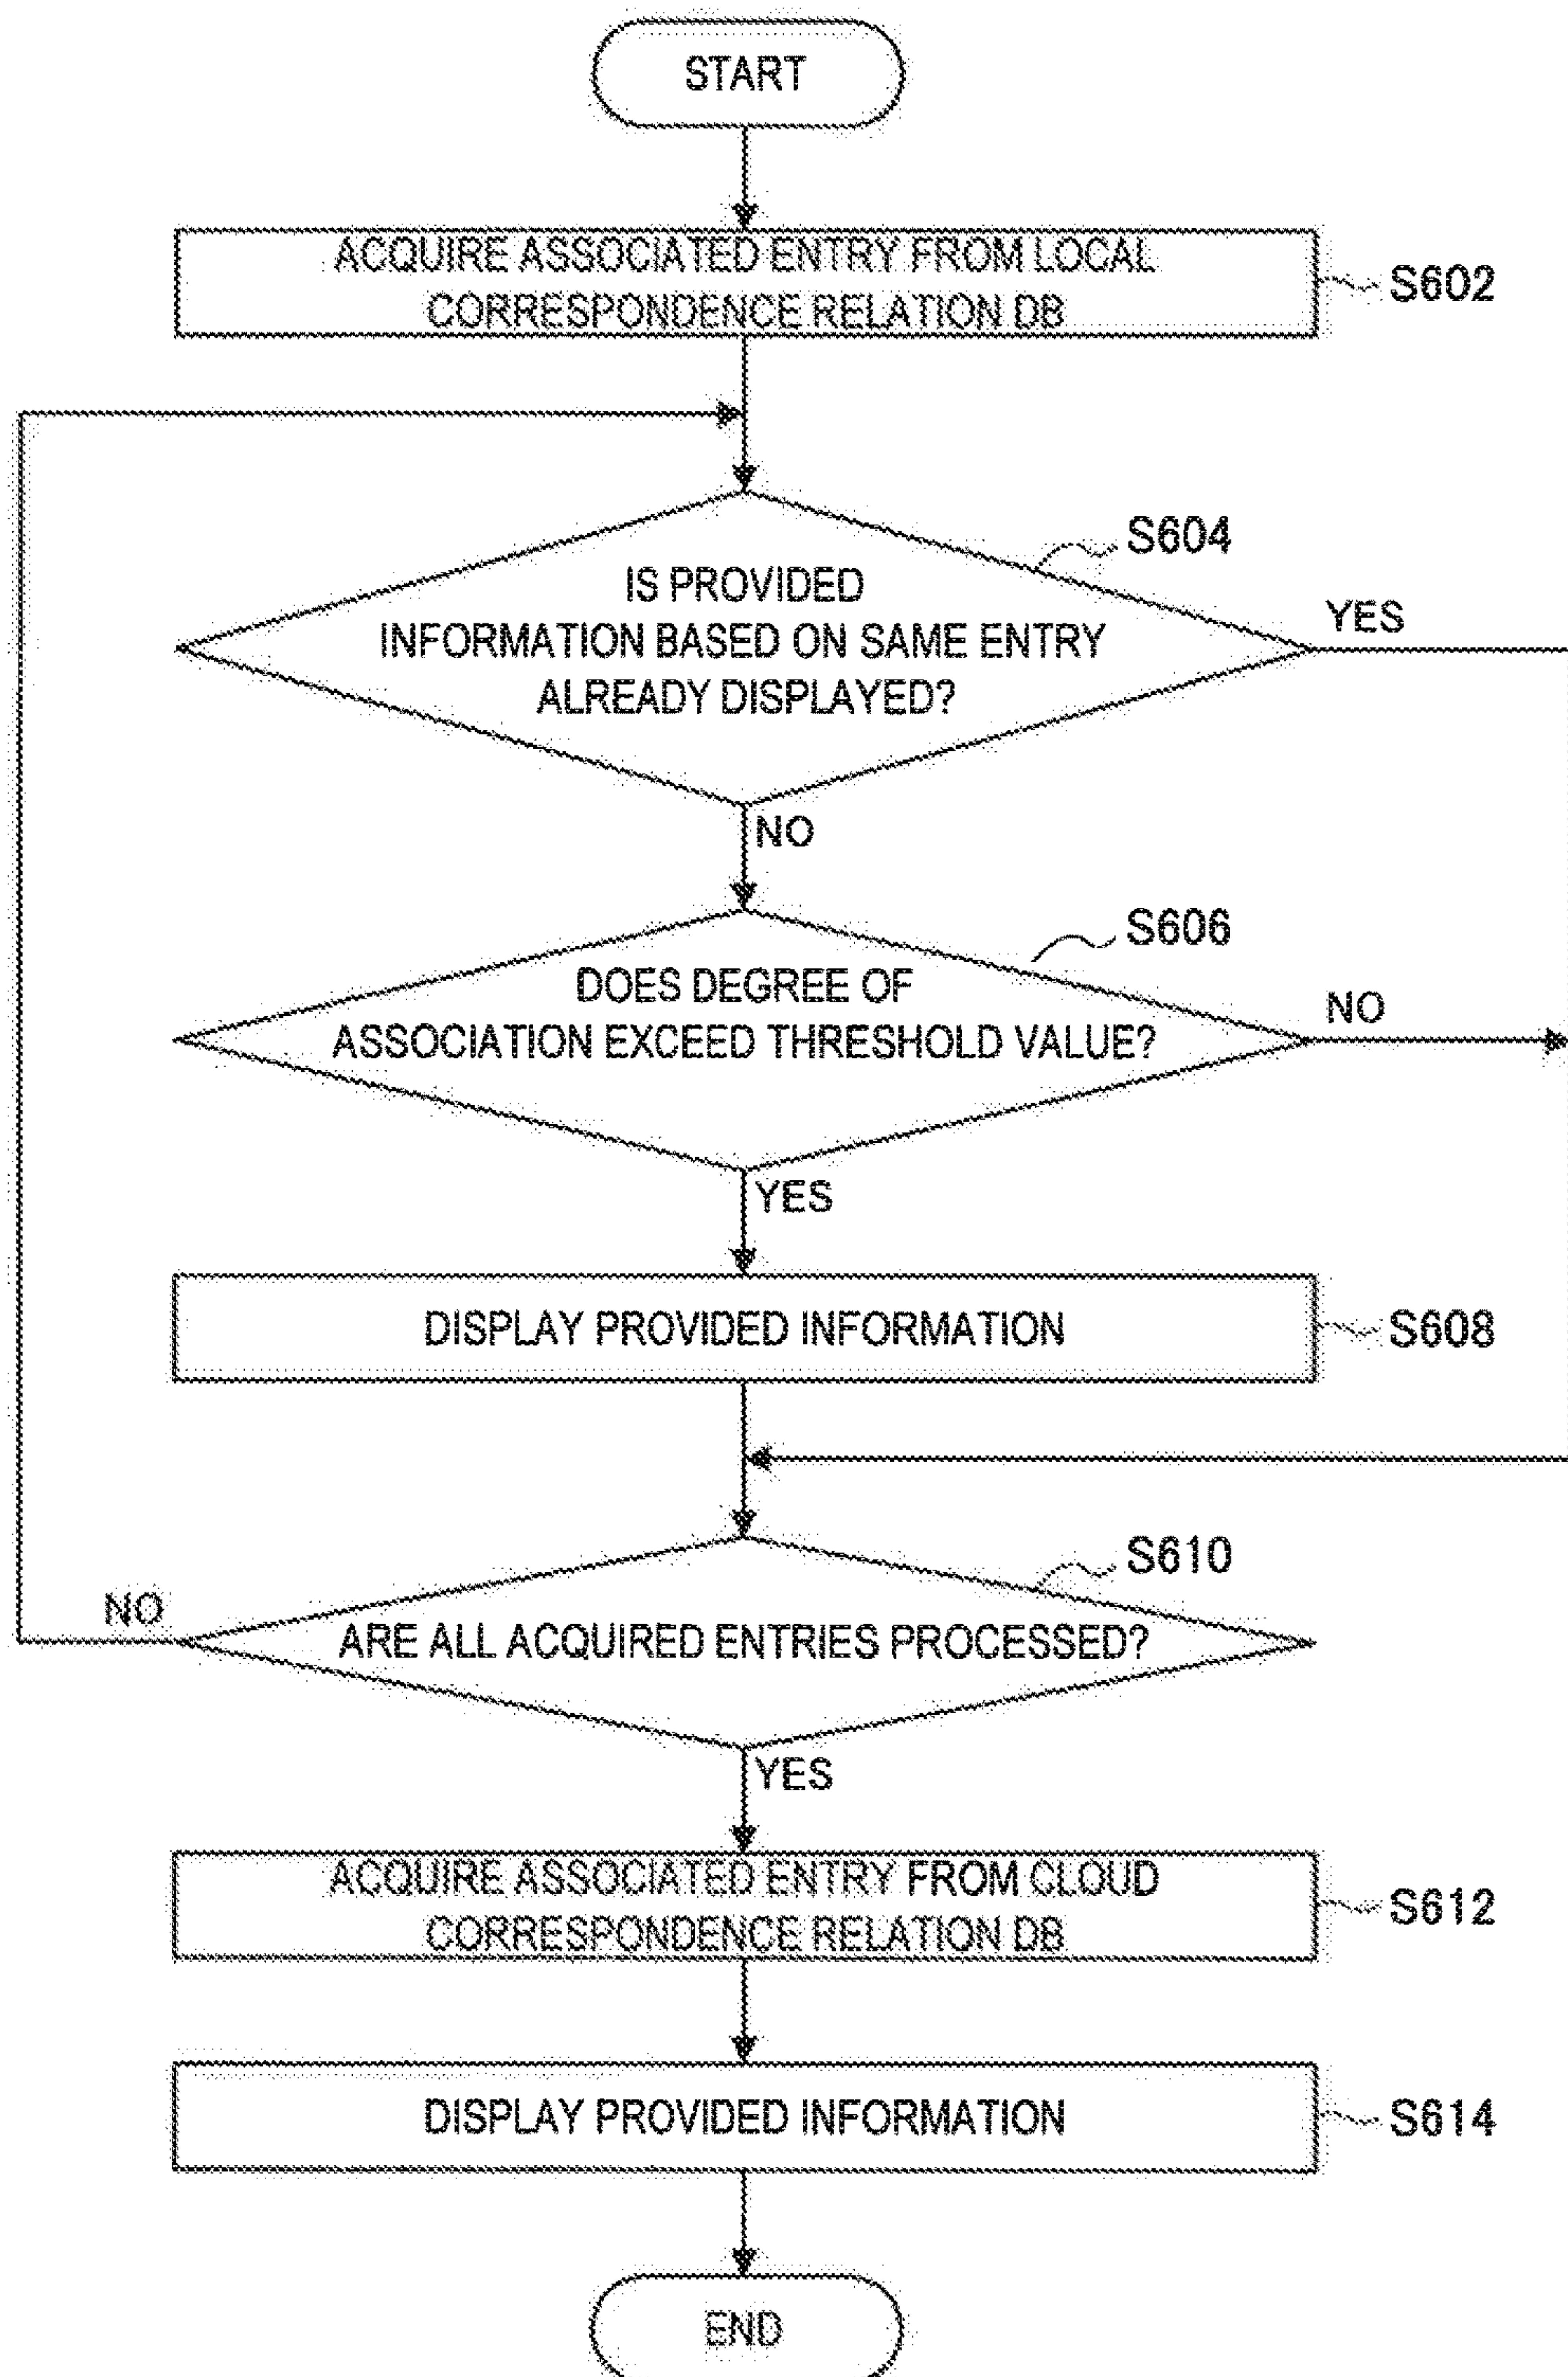 START
ACQUIRE ASSOCIATED ENTRY FROM LOCAL
CORRESPONDENCE RELATION DB
S602
S604
IS PROVIDED
INFORMATION BASED ON SAME ENTRY
ALREADY DISPLAYED?
YES
NO
S606
DOES DEGREE OF
ASSOCIATION EXCEED THRESHOLD VALUE?
NO
YES
DISPLAY PROVIDED INFORMATION
S608
S610
NO
ARE ALL ACQUIRED ENTRIES PROCESSED?
YES
ACQUIRE ASSOCIATED ENTRY FROM CLOUD
CORRESPONDENCE RELATION DB
S612
DISPLAY PROVIDED INFORMATION
S614
END